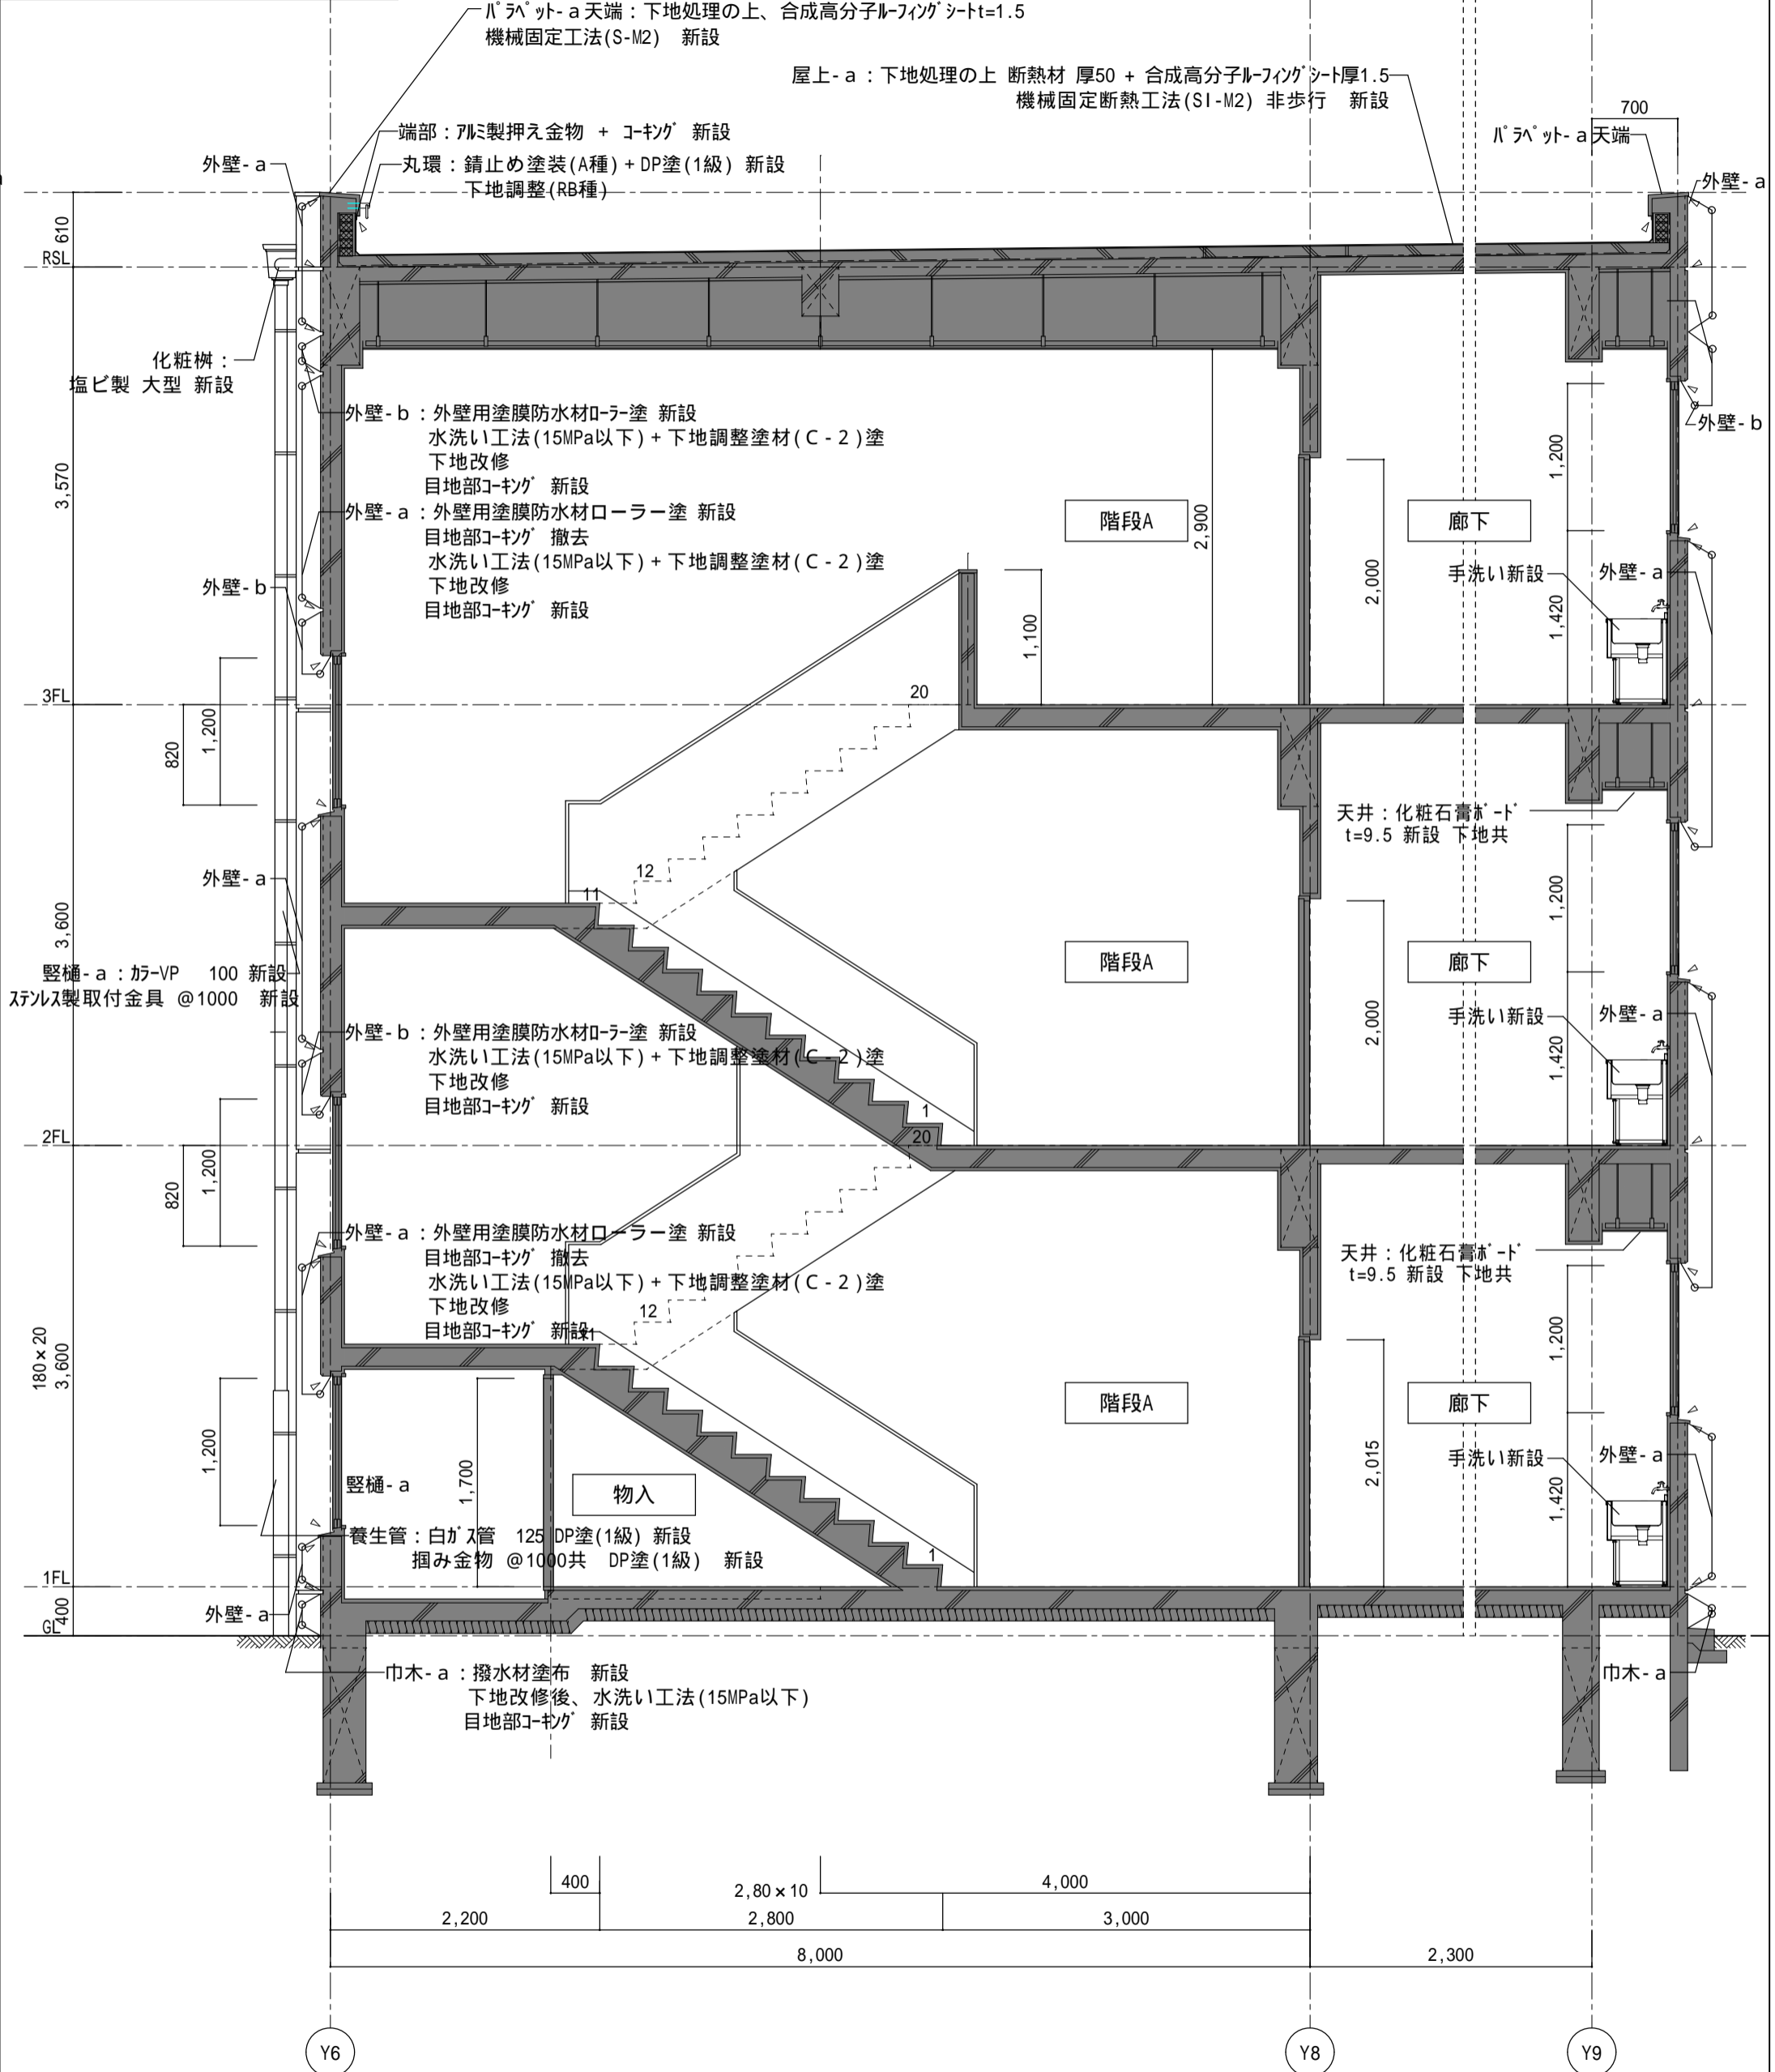 パラペット-a天端：下地処理の上、合成高分子ルーフィングシートt=1.5
機械固定工法(S-M2)　新設
屋上-a：下地処理の上 断熱材 厚50 + 合成高分子ルーフィングシート厚1.5
機械固定断熱工法(SI-M2) 非歩行　新設
700
パラペット-a天端
端部：アルミ製押え金物 + コーキング 新設
外壁-a
丸環：錆止め塗装(A種)+DP塗(1級) 新設
下地調整(RB種)
外壁-a
610
RSL
化粧桝：
塩ビ製 大型 新設
外壁-b：外壁用塗膜防水材ローラー塗 新設
水洗い工法(15MPa以下)+下地調整塗材(C-2)塗
下地改修
目地部コーキング 新設
外壁-b
1,200
3,570
外壁-a：外壁用塗膜防水材ローラー塗 新設
目地部コーキング 撤去
水洗い工法(15MPa以下)+下地調整塗材(C-2)塗
下地改修
目地部コーキング 新設
階段A
2,900
廊下
2,000
手洗い新設
外壁-a
外壁-b
1,420
1,100
3FL
20
820
1,200
天井：化粧石膏ボード
t=9.5 新設 下地共
12
11
外壁-a
1,200
3,600
階段A
廊下
竪樋-a：カラーVP　100 新設
ステンレス製取付金具 @1000　新設
外壁-b：外壁用塗膜防水材ローラー塗 新設
水洗い工法(15MPa以下)+下地調整塗材(C-2)塗
下地改修
目地部コーキング 新設
2,000
手洗い新設
外壁-a
1,420
1
2FL
20
820
1,200
外壁-a：外壁用塗膜防水材ローラー塗 新設
目地部コーキング 撤去
水洗い工法(15MPa以下)+下地調整塗材(C-2)塗
下地改修
目地部コーキング 新設
天井：化粧石膏ボード
t=9.5 新設 下地共
12
11
180×20
3,600
1,200
階段A
廊下
1,200
1,700
竪樋-a
物入
2,015
手洗い新設
外壁-a
1,420
養生管：白ガス管　125 DP塗(1級) 新設
掴み金物 @1000共　DP塗(1級)　新設
1
1FL
400
外壁-a
GL
巾木-a：撥水材塗布　新設
下地改修後、水洗い工法(15MPa以下)
目地部コーキング 新設
巾木-a
400
2,80×10
4,000
2,200
2,800
3,000
8,000
2,300
Y6
Y8
Y9